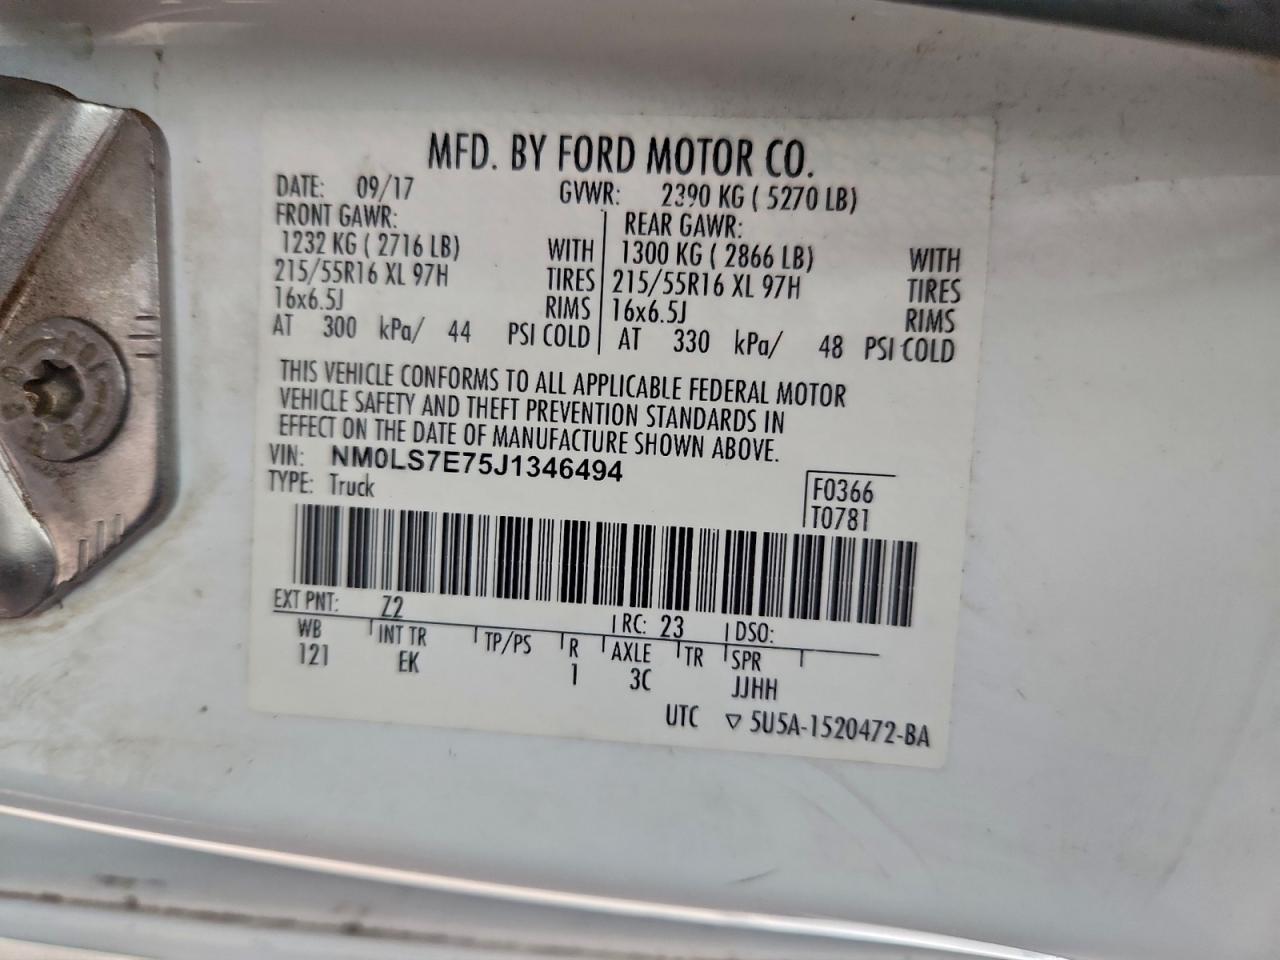 MFD. BY FORD MOTOR CO.
DATE: 09/17 GVWR: 2390 KG ( 5270 LB)
FRONT GAWR: REAR GAWR:
1232 KG ( 2716 LB) WITH 1300 KG ( 2866 LB) WITH
215/55R16 XL 97H TIRES 215/55R16 XL 97H TIRES
16x6.5J RIMS 16x6.5J RIMS
AT 300 kPa/ 44 PSI COLD AT 330 kPa/ 48 PSI COLD
THIS VEHICLE CONFORMS TO ALL APPLICABLE FEDERAL MOTOR
VEHICLE SAFETY AND THEFT PREVENTION STANDARDS IN
EFFECT ON THE DATE OF MANUFACTURE SHOWN ABOVE.
VIN: NM0LS7E75J1346494
TYPE: Truck
F0366
T0781
EXT PNT: Z2 RC: 23 DSO:
WB INT TR TP/PS R AXLE TR SPR
121 EK 1 3C JJHH
UTC ▽ 5U5A-1520472-BA